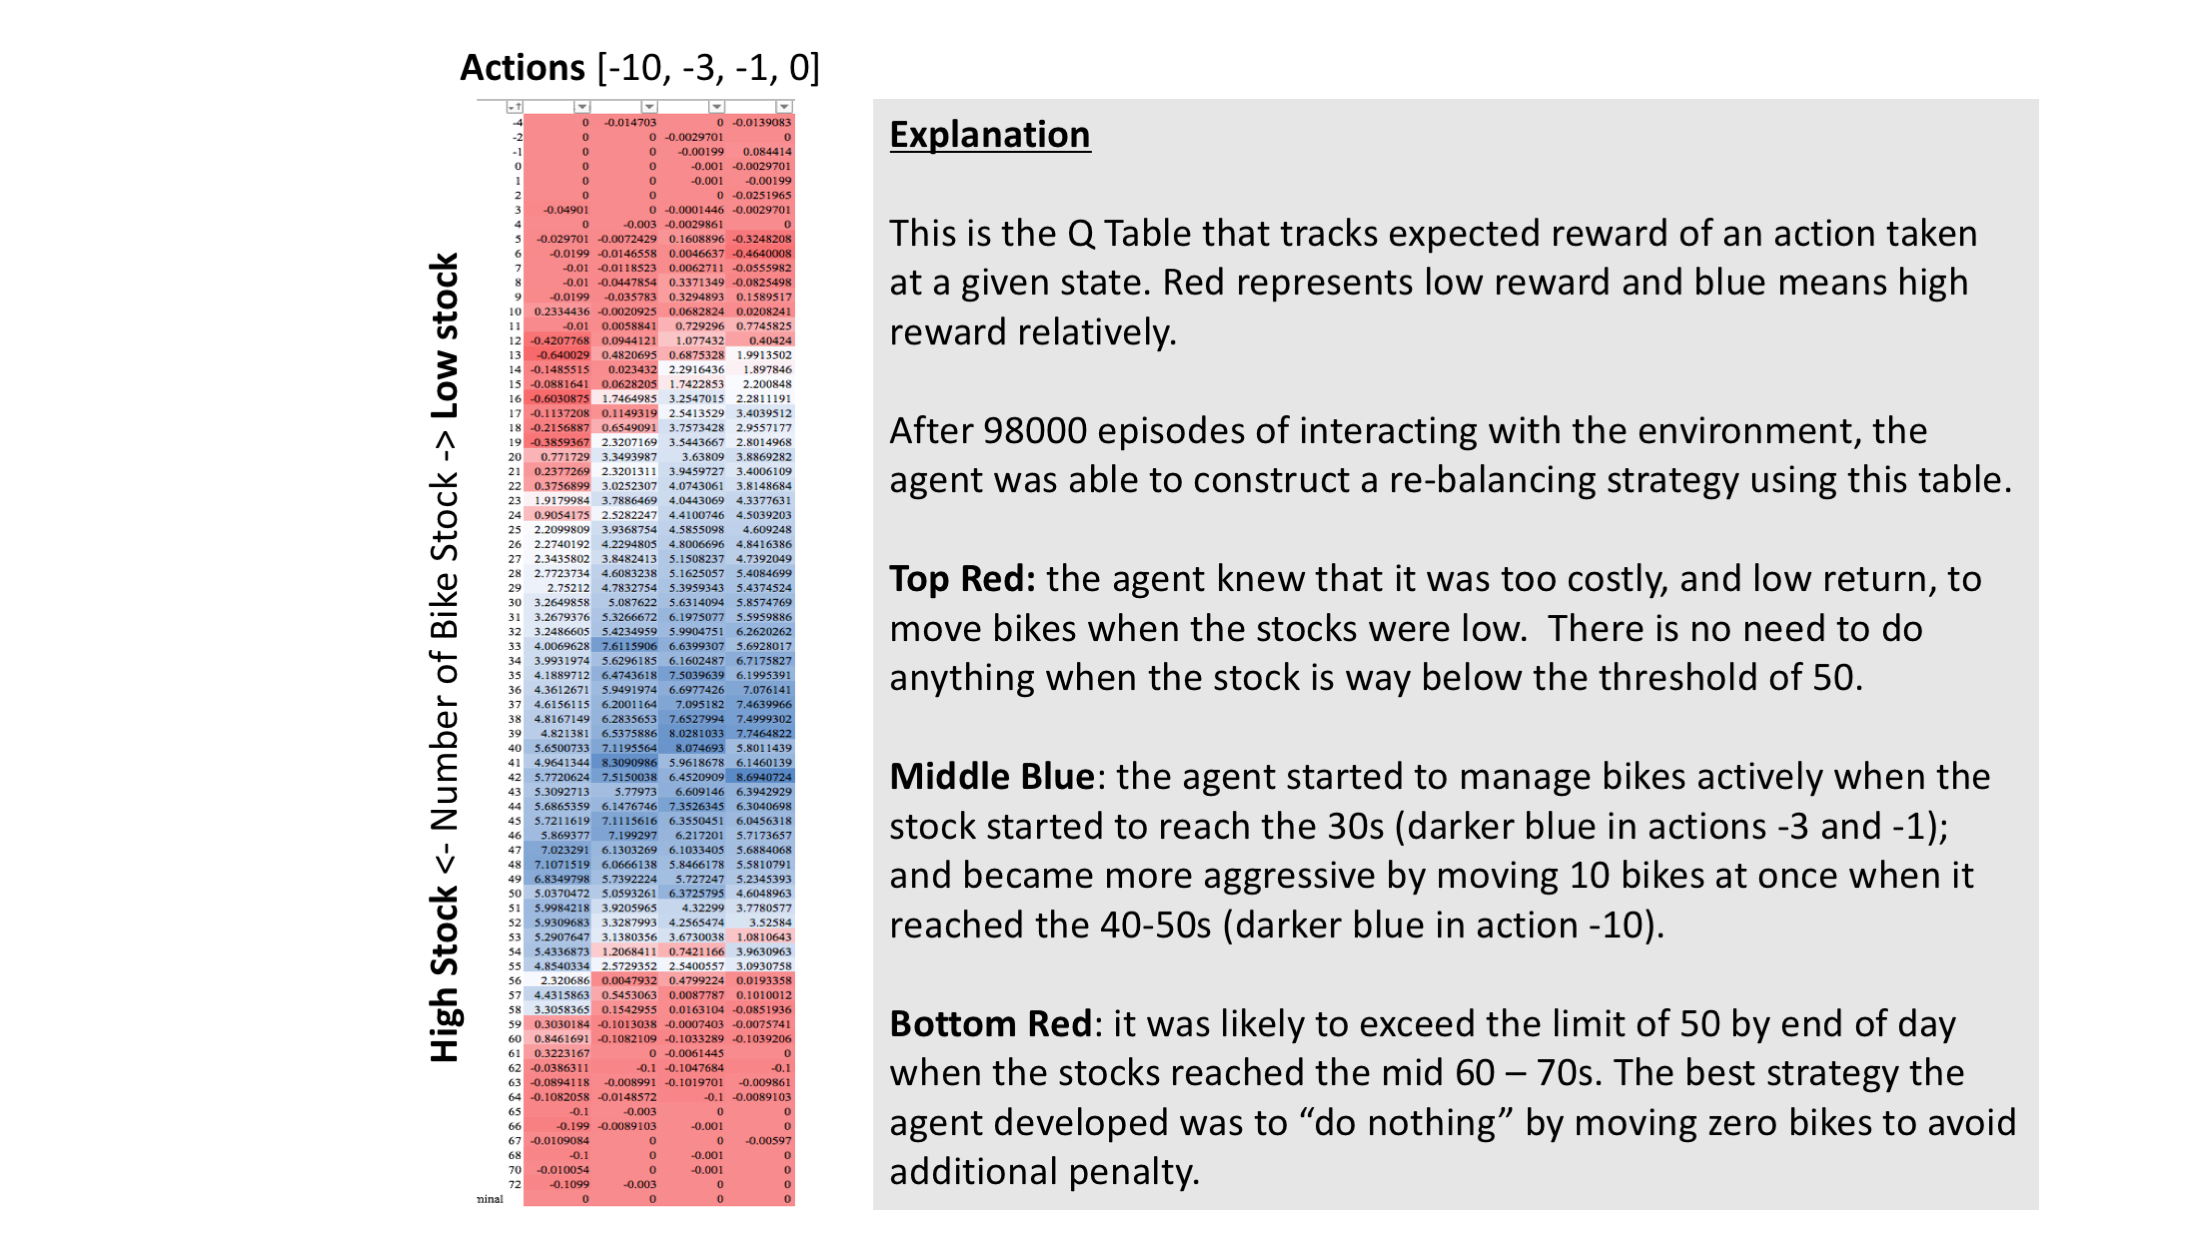 Actions [-10, -3, -1, 0]
High Stock <- Number of Bike Stock -> Low stock
-4 0 -0.014703 0 -0.0139083
-2 0 0 -0.0029701 0
-1 0 0 -0.00199 0.084414
0 0 0 -0.001 -0.0029701
1 0 0 -0.001 -0.00199
2 0 0 0 -0.0251965
3 -0.04901 0 -0.0001446 -0.0029701
4 0 -0.003 -0.0029861 0
5 -0.029701 -0.0072429 0.1608896 -0.3248208
6 -0.0199 -0.0146558 0.0046637 -0.4640008
7 -0.01 -0.0118523 0.0062711 -0.0555982
8 -0.01 -0.0447854 0.3371349 -0.0825498
9 -0.0199 -0.035783 0.3294893 0.1589517
10 0.2334436 -0.0020925 0.0682824 0.0208241
11 -0.01 0.0058841 0.729296 0.7745825
12 -0.4207768 0.0944121 1.077432 0.40424
13 -0.640029 0.4820695 0.6875328 1.9913502
14 -0.1485515 0.023432 2.2916436 1.897846
15 -0.0881641 0.0628205 1.7422853 2.200848
16 -0.6030875 1.7464985 3.2547015 2.2811191
17 -0.1137208 0.1149319 2.5413529 3.4039512
18 -0.2156887 0.6549091 3.7573428 2.9557177
19 -0.3859367 2.3207169 3.5443667 2.8014968
20 0.771729 3.3493987 3.63809 3.8869282
21 0.2377269 2.3201311 3.9459727 3.4006109
22 0.3756899 3.0252307 4.0743061 3.8148684
23 1.9179984 3.7886469 4.0443069 4.3377631
24 0.9054175 2.5282247 4.4100746 4.5039203
25 2.2099809 3.9368754 4.5855098 4.609248
26 2.2740192 4.2294805 4.8006696 4.8416386
27 2.3435802 3.8482413 5.1508237 4.7392049
28 2.7723734 4.6083238 5.1625057 5.4084699
29 2.75212 4.7832754 5.3959343 5.4374524
30 3.2649858 5.087622 5.6314094 5.8574769
31 3.2679376 5.3266672 6.1975077 5.5959886
32 3.2486605 5.4234959 5.9904751 6.2620262
33 4.0069628 7.6115906 6.6399307 5.6928017
34 3.9931974 5.6296185 6.1602487 6.7175827
35 4.1889712 6.4743618 7.5039639 6.1995391
36 4.3612671 5.9491974 6.6977426 7.076141
37 4.6156115 6.2001164 7.095182 7.4639966
38 4.8167149 6.2835653 7.6527994 7.4999302
39 4.821381 6.5375886 8.0281033 7.7464822
40 5.6500733 7.1195564 8.074693 5.8011439
41 4.9641344 8.3090986 5.9618678 6.1460139
42 5.7720624 7.5150038 6.4520909 8.6940724
43 5.3092713 5.77973 6.609146 6.3942929
44 5.6865359 6.1476746 7.3526345 6.3040698
45 5.7211619 7.1115616 6.3550451 6.0456318
46 5.869377 7.199297 6.217201 5.7173657
47 7.023291 6.1303269 6.1033405 5.6884068
48 7.1071519 6.0666138 5.8466178 5.5810791
49 6.8349798 5.7392224 5.727247 5.2345393
50 5.0370472 5.0593261 6.3725795 4.6048963
51 5.9984218 3.9205965 4.32299 3.7780577
52 5.9309683 3.3287993 4.2565474 3.52584
53 5.2907647 3.1380356 3.6730038 1.0810643
54 5.4336873 1.2068411 0.7421166 3.9630963
55 4.8540334 2.5729352 2.5400557 3.0930758
56 2.320686 0.0047932 0.4799224 0.0193358
57 4.4315863 0.5453063 0.0087787 0.1010012
58 3.3058365 0.1542955 0.0163104 -0.0851936
59 0.3030184 -0.1013038 -0.0007403 -0.0075741
60 0.8461691 -0.1082109 -0.1033289 -0.1039206
61 0.3223167 0 -0.0061445 0
62 -0.0386311 -0.1 -0.1047684 -0.1
63 -0.0894118 -0.008991 -0.1019701 -0.009861
64 -0.1082058 -0.0148572 -0.1 -0.0089103
65 -0.1 -0.003 0 0
66 -0.199 -0.0089103 -0.001 0
67 -0.0109084 0 0 -0.00597
68 -0.1 0 -0.001 0
70 -0.010054 0 -0.001 0
72 -0.1099 -0.003 0 0
minal 0 0 0 0
Explanation
This is the Q Table that tracks expected reward of an action taken
at a given state. Red represents low reward and blue means high
reward relatively.
After 98000 episodes of interacting with the environment, the
agent was able to construct a re-balancing strategy using this table.
Top Red: the agent knew that it was too costly, and low return, to
move bikes when the stocks were low. There is no need to do
anything when the stock is way below the threshold of 50.
Middle Blue: the agent started to manage bikes actively when the
stock started to reach the 30s (darker blue in actions -3 and -1);
and became more aggressive by moving 10 bikes at once when it
reached the 40-50s (darker blue in action -10).
Bottom Red: it was likely to exceed the limit of 50 by end of day
when the stocks reached the mid 60 – 70s. The best strategy the
agent developed was to “do nothing” by moving zero bikes to avoid
additional penalty.